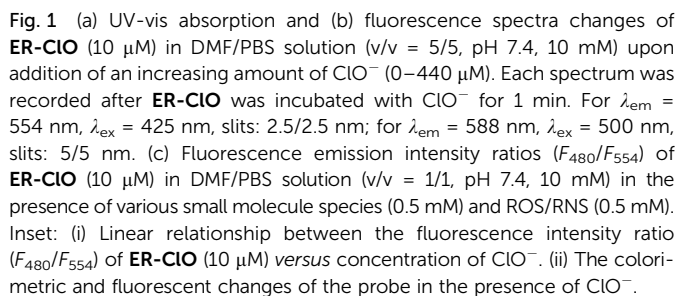 Fig. 1 (a) UV-vis absorption and (b) fluorescence spectra changes of
ER-ClO (10 μM) in DMF/PBS solution (v/v = 5/5, pH 7.4, 10 mM) upon
addition of an increasing amount of ClO⁻ (0–440 μM). Each spectrum was
recorded after ER-ClO was incubated with ClO⁻ for 1 min. For λem =
554 nm, λex = 425 nm, slits: 2.5/2.5 nm; for λem = 588 nm, λex = 500 nm,
slits: 5/5 nm. (c) Fluorescence emission intensity ratios (F480/F554) of
ER-ClO (10 μM) in DMF/PBS solution (v/v = 1/1, pH 7.4, 10 mM) in the
presence of various small molecule species (0.5 mM) and ROS/RNS (0.5 mM).
Inset: (i) Linear relationship between the fluorescence intensity ratio
(F480/F554) of ER-ClO (10 μM) versus concentration of ClO⁻. (ii) The colori-
metric and fluorescent changes of the probe in the presence of ClO⁻.